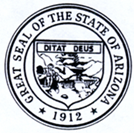 GREAT SEAL OF THE STATE OF ARIZONA
DITAT DEUS
1912